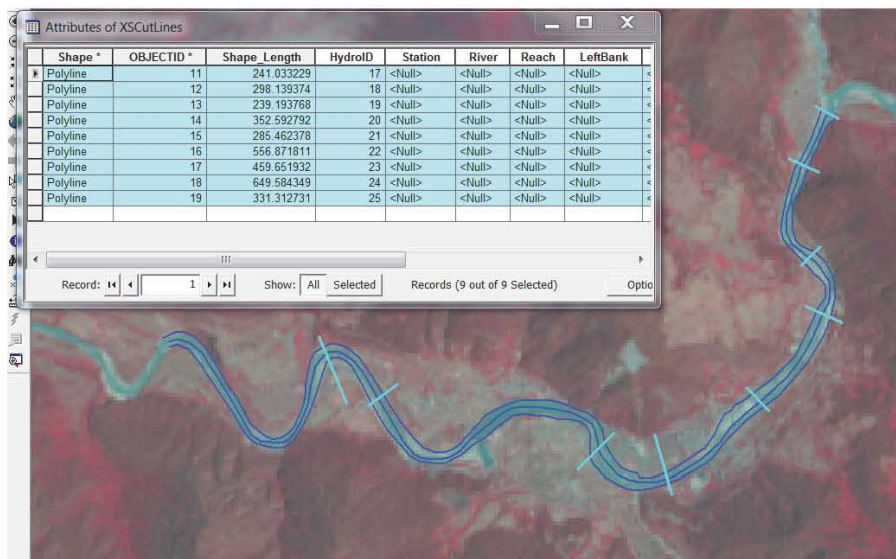 Attributes of XSCutLines
Shape * OBJECTID * Shape_Length HydroID Station River Reach LeftBank
Polyline 11 241.033229 17 <Null> <Null> <Null> <Null>
Polyline 12 298.139374 18 <Null> <Null> <Null> <Null>
Polyline 13 239.193768 19 <Null> <Null> <Null> <Null>
Polyline 14 352.592792 20 <Null> <Null> <Null> <Null>
Polyline 15 285.462378 21 <Null> <Null> <Null> <Null>
Polyline 16 556.871811 22 <Null> <Null> <Null> <Null>
Polyline 17 459.651932 23 <Null> <Null> <Null> <Null>
Polyline 18 649.584349 24 <Null> <Null> <Null> <Null>
Polyline 19 331.312731 25 <Null> <Null> <Null> <Null>
Record: 1 Show: All Selected Records (9 out of 9 Selected) Optio